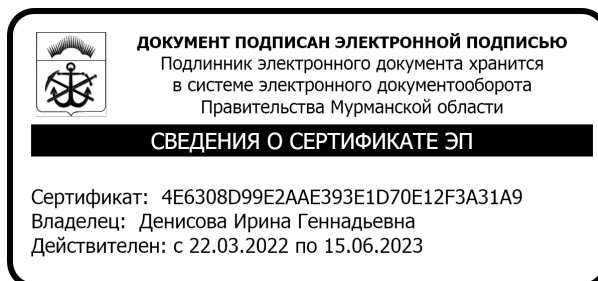 ДОКУМЕНТ ПОДПИСАН ЭЛЕКТРОННОЙ ПОДПИСЬЮ
Подлинник электронного документа хранится
в системе электронного документооборота
Правительства Мурманской области
СВЕДЕНИЯ О СЕРТИФИКАТЕ ЭП
Сертификат: 4E6308D99E2AAE393E1D70E12F3A31A9
Владелец: Денисова Ирина Геннадьевна
Действителен: с 22.03.2022 по 15.06.2023